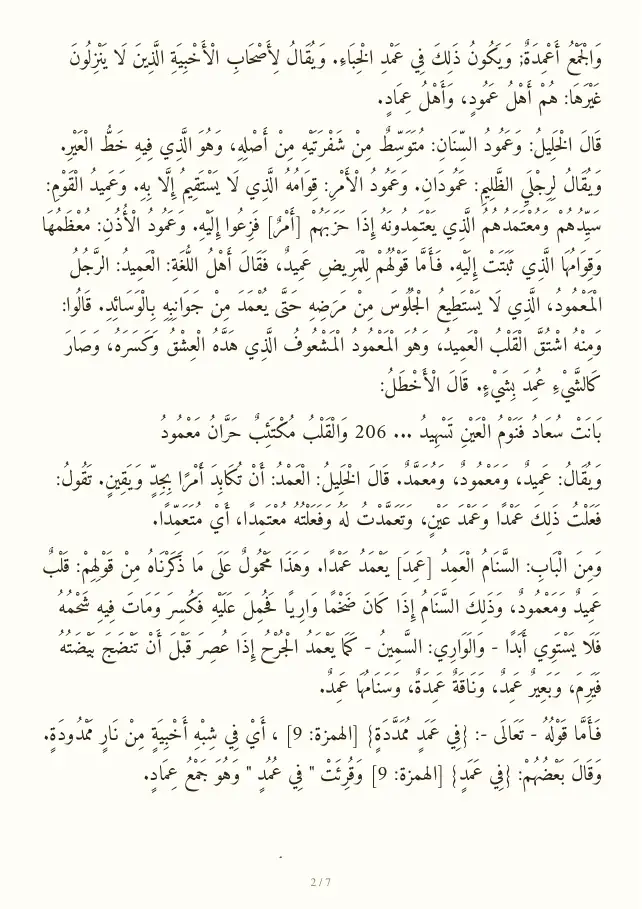 وَالْجَمْعُ أَعْمِدَةٌ; وَيَكُونُ ذَلِكَ فِي عَمْدِ الْخِبَاءِ. وَيُقَالُ لِأَصْحَابِ الْأَخْبِيَةِ الَّذِينَ لَا يَنْزِلُونَ
غَيْرَهَا: هُمْ أَهْلُ عَمُودٍ، وَأَهْلُ عِمَادٍ.
قَالَ الْخَلِيلُ: وَعَمُودُ السِّنَانِ: مُتَوَسِّطٌ مِنْ شَفْرَتَيْهِ مِنْ أَصْلِهِ، وَهُوَ الَّذِي فِيهِ خَطُّ الْعَيْرِ.
وَيُقَالُ لِرِجْلَيِ الظَّلِيمِ: عَمُودَانِ. وَعَمُودُ الْأَمْرِ: قِوَامُهُ الَّذِي لَا يَسْتَقِيمُ إِلَّا بِهِ. وَعَمِيدُ الْقَوْمِ:
سَيِّدُهُمْ وَمُعْتَمَدُهُمُ الَّذِي يَعْتَمِدُونَهُ إِذَا حَزَبَهُمْ [أَمْرٌ] فَزِعُوا إِلَيْهِ. وَعَمُودُ الْأُذُنِ: مُعْظَمُهَا
وَقِوَامُهَا الَّذِي ثَبَتَتْ إِلَيْهِ. فَأَمَّا قَوْلُهُمْ لِلْمَرِيضِ عَمِيدٌ، فَقَالَ أَهْلُ اللُّغَةِ: الْعَمِيدُ: الرَّجُلُ
الْمَعْمُودُ، الَّذِي لَا يَسْتَطِيعُ الْجُلُوسَ مِنْ مَرَضِهِ حَتَّى يُعْمَدَ مِنْ جَوَانِبِهِ بِالْوَسَائِدِ. قَالُوا:
وَمِنْهُ اشْتُقَّ الْقَلْبُ الْعَمِيدُ، وَهُوَ الْمَعْمُودُ الْمَشْعُوفُ الَّذِي هَدَّهُ الْعِشْقُ وَكَسَرَهُ، وَصَارَ
كَالشَّيْءِ عُمِدَ بِشَيْءٍ. قَالَ الْأَخْطَلُ:
بَانَتْ سُعَادُ فَنَوْمُ الْعَيْنِ تَسْهِيدُ ... 206 وَالْقَلْبُ مُكْتَئِبٌ حَرَّانُ مَعْمُودُ
وَيُقَالُ: عَمِيدٌ، وَمَعْمُودٌ، وَمُعَمَّدٌ. قَالَ الْخَلِيلُ: الْعَمْدُ: أَنْ تُكَابِدَ أَمْرًا بِجِدٍّ وَيَقِينٍ. تَقُولُ:
فَعَلْتُ ذَلِكَ عَمْدًا وَعَمْدَ عَيْنٍ، وَتَعَمَّدْتُ لَهُ وَفَعَلْتُهُ مُعْتَمِدًا، أَيْ مُتَعَمِّدًا.
وَمِنَ الْبَابِ: السَّنَامُ الْعَمِدُ [عَمِدَ] يَعْمَدُ عَمْدًا. وَهَذَا مَحْمُولٌ عَلَى مَا ذَكَرْنَاهُ مِنْ قَوْلِهِمْ: قَلْبٌ
عَمِيدٌ وَمَعْمُودٌ، وَذَلِكَ السَّنَامُ إِذَا كَانَ ضَخْمًا وَارِيًا فَحُمِلَ عَلَيْهِ فَكُسِرَ وَمَاتَ فِيهِ شَحْمُهُ
فَلَا يَسْتَوِي أَبَدًا - وَالْوَارِي: السَّمِينُ - كَمَا يَعْمَدُ الْجُرْحُ إِذَا عُصِرَ قَبْلَ أَنْ تَنْضَجَ بَيْضَتُهُ
فَيَرِمَ، وَبَعِيرٌ عَمِدٌ، وَنَاقَةٌ عَمِدَةٌ، وَسَنَامُهَا عَمِدٌ.
فَأَمَّا قَوْلُهُ - تَعَالَى -: {فِي عَمَدٍ مُمَدَّدَةٍ} [الهمزة: 9] ، أَيْ فِي شِبْهِ أَخْبِيَةٍ مِنْ نَارٍ مَمْدُودَةٍ.
وَقَالَ بَعْضُهُمْ: {فِي عَمَدٍ} [الهمزة: 9] وَقُرِئَتْ " فِي عُمُدٍ " وَهُوَ جَمْعُ عِمَادٍ.
2 / 7